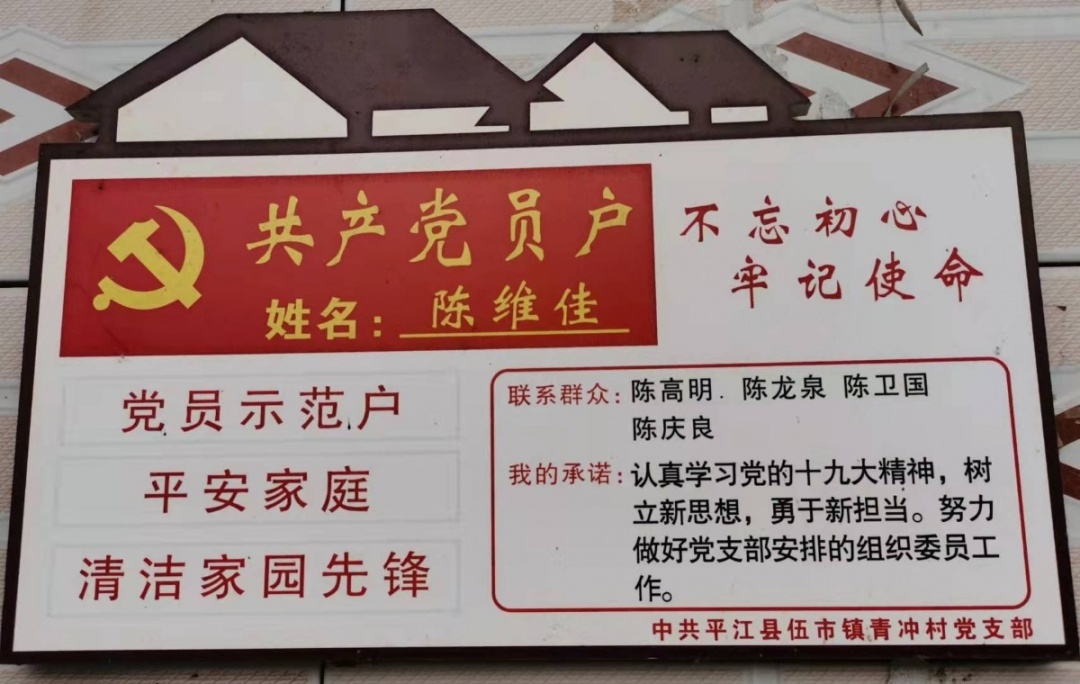 共产党员户
姓名：陈维佳
不忘初心
牢记使命
党员示范户
平安家庭
清洁家园先锋
联系群众：陈高明．陈龙泉 陈卫国
陈庆良
我的承诺：认真学习党的十九大精神，树
立新思想，勇于新担当。努力
做好党支部安排的组织委员工
作。
中共平江县伍市镇青冲村党支部